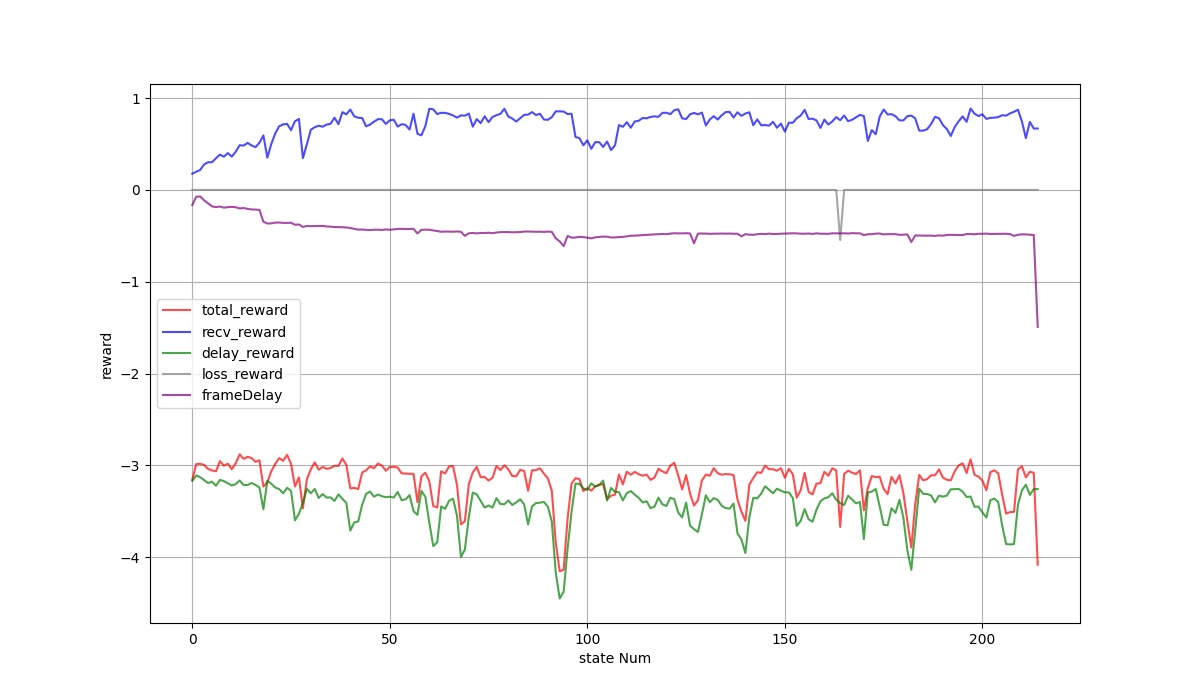 1
0
−1
−2
−3
−4
reward
total_reward
recv_reward
delay_reward
loss_reward
frameDelay
0 50 100 150 200
state Num